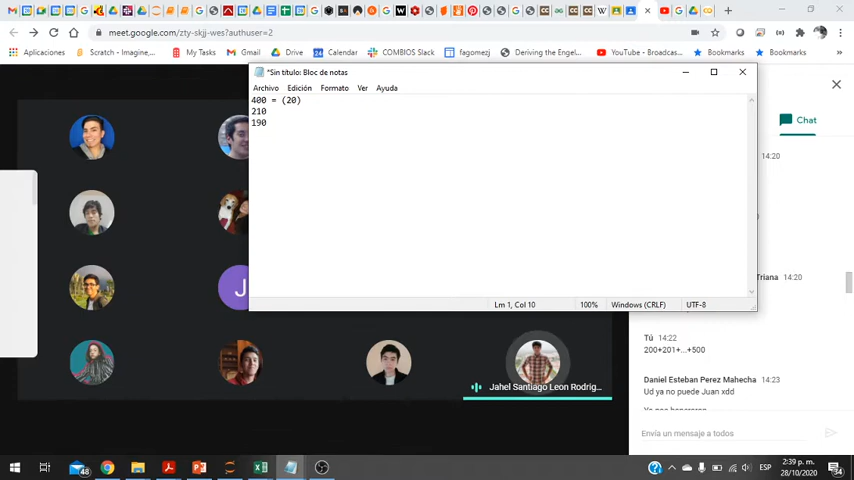 meet.google.com/zty-skjj-wes?authuser=2
Aplicaciones
Scratch - Imagine,...
My Tasks
Gmail
Drive
Calendar
COMBIOS Slack
fagomezj
Deriving the Engel...
YouTube - Broadcas...
Bookmarks
Bookmarks
*Sin título: Bloc de notas
Archivo Edición Formato Ver Ayuda
400 = (20)
210
190
Lm 1, Col 10
100%
Windows (CRLF)
UTF-8
Chat
14:20
Triana 14:20
Tú 14:22
200+201+...+500
Daniel Esteban Perez Mahecha 14:23
Ud ya no puede Juan xdd
Envía un mensaje a todos
J
Jahel Santiago Leon Rodrig...
48
ESP
2:39 p. m.
28/10/2020
34